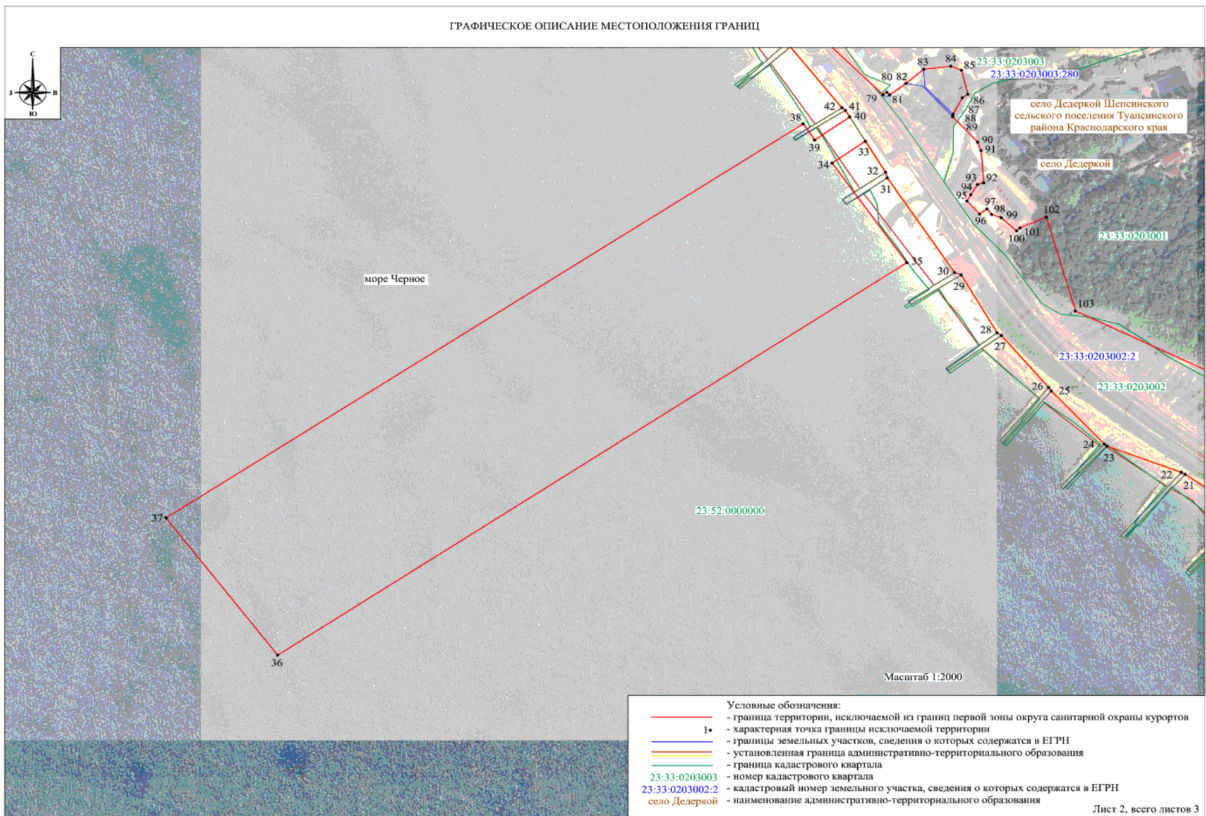 ГРАФИЧЕСКОЕ ОПИСАНИЕ МЕСТОПОЛОЖЕНИЯ ГРАНИЦ
С
З В
Ю
84
83 85
23:33:0203003
23:33:0203003:280
80 82
79 81
86
87
88
89
село Дедеркой Шепсинского
сельского поселения Туапсинского
района Краснодарского края
42 41
40
38
39
33
34
32
31
90
91
село Дедеркой
93 92
94
95
97
96 98
99
100 101
102
23:33:0203001
35
30
29
море Черное
103
28
27
23:33:0203002:2
26
25
23:33:0203002
24
23
22
21
37
23:52:0000000
36
Масштаб 1:2000
Условные обозначения:
- граница территории, исключаемой из границ первой зоны округа санитарной охраны курортов
1• - характерная точка границы исключаемой территории
- границы земельных участков, сведения о которых содержатся в ЕГРН
- установленная граница административно-территориального образования
- граница кадастрового квартала
23:33:0203003 - номер кадастрового квартала
23:33:0203002:2 - кадастровый номер земельного участка, сведения о которых содержатся в ЕГРН
село Дедеркой - наименование административно-территориального образования
Лист 2, всего листов 3